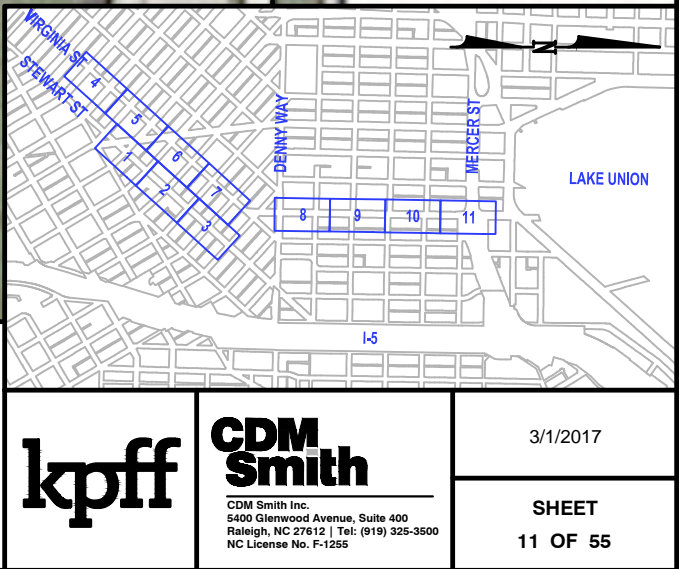 VIRGINIA ST
STEWART ST
4
5
6
7
1
2
3
DENNY WAY
MERCER ST
N
LAKE UNION
8
9
10
11
I-5
kpff
CDM
Smith
CDM Smith Inc.
5400 Glenwood Avenue, Suite 400
Raleigh, NC 27612 | Tel: (919) 325-3500
NC License No. F-1255
3/1/2017
SHEET
11 OF 55